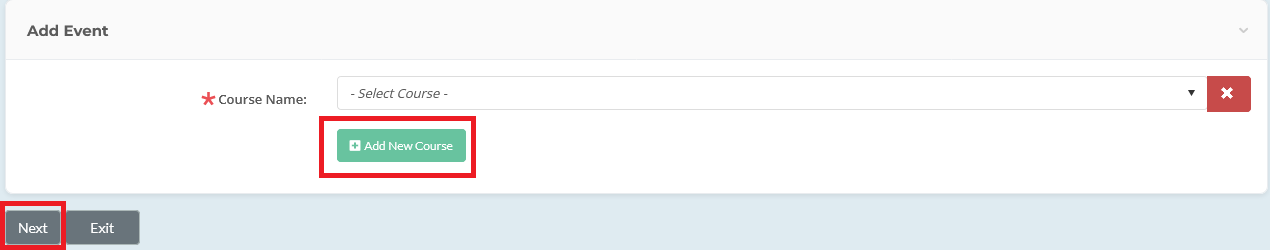 Add Event
* Course Name:
- Select Course -
Add New Course
Next
Exit